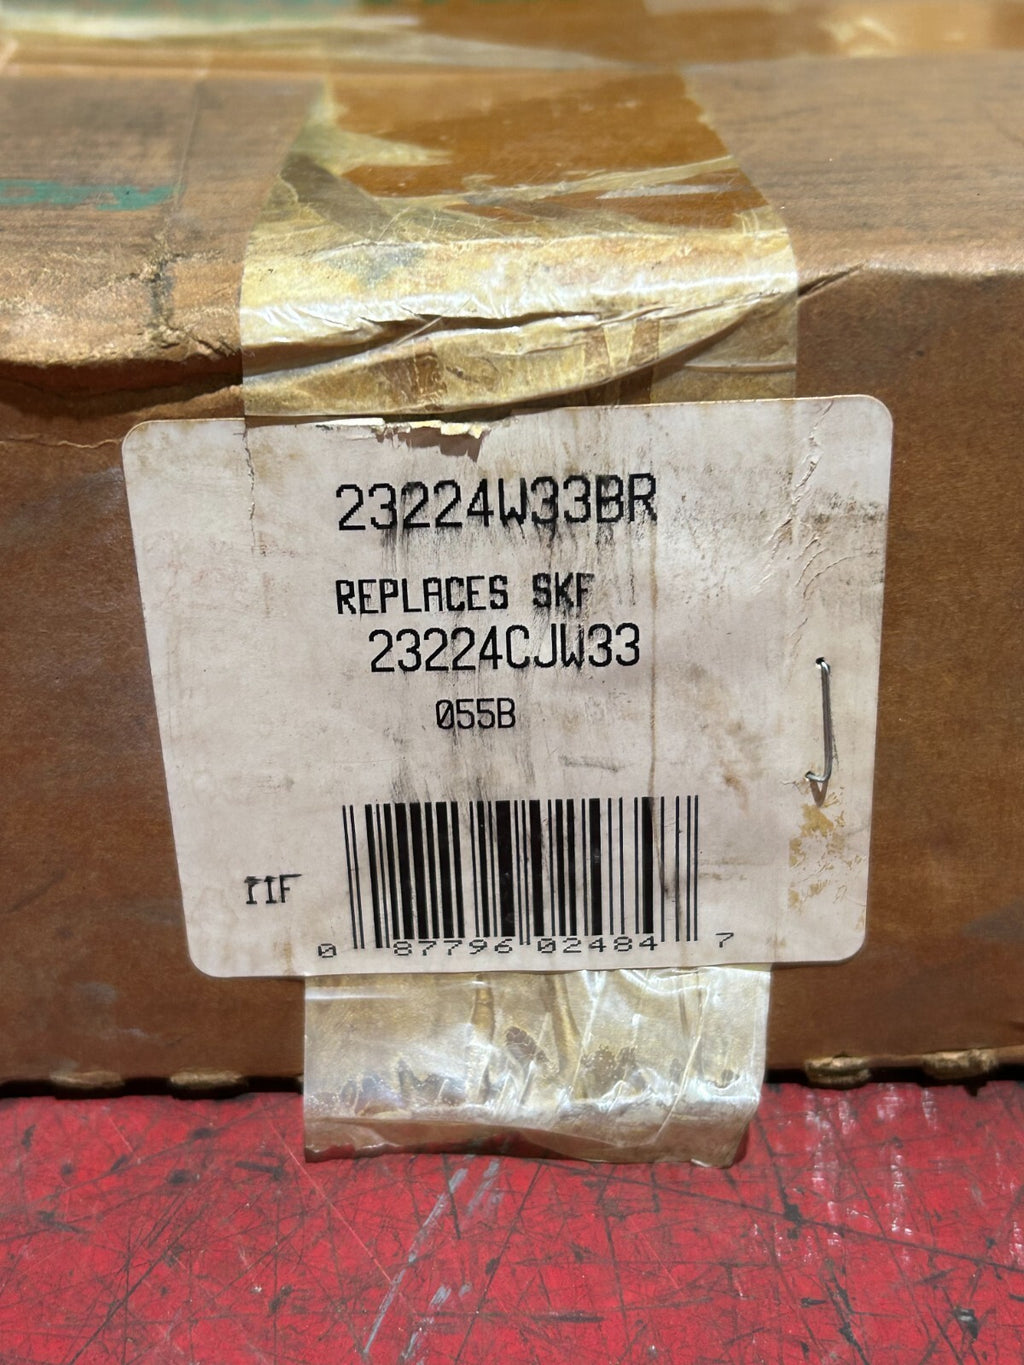 23224W33BR
REPLACES SKF
23224CJW33
055B
IIF
0 87796 02484 7